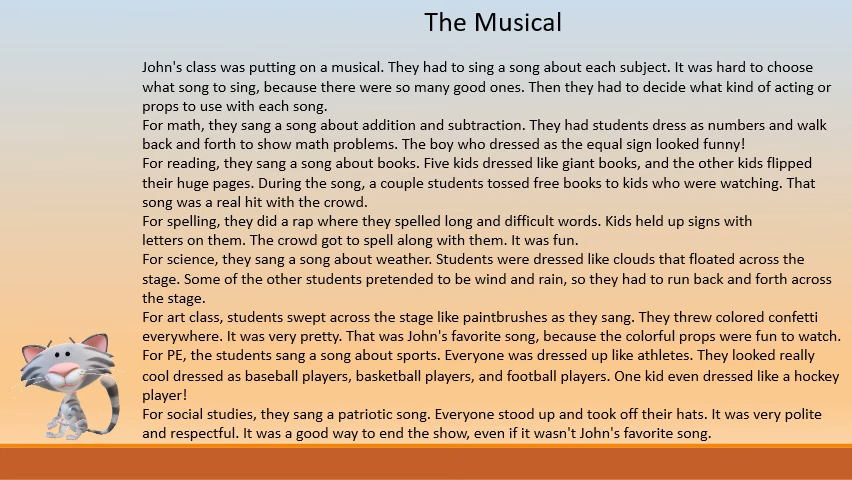 The Musical
John's class was putting on a musical. They had to sing a song about each subject. It was hard to choose
what song to sing, because there were so many good ones. Then they had to decide what kind of acting or
props to use with each song.
For math, they sang a song about addition and subtraction. They had students dress as numbers and walk
back and forth to show math problems. The boy who dressed as the equal sign looked funny!
For reading, they sang a song about books. Five kids dressed like giant books, and the other kids flipped
their huge pages. During the song, a couple students tossed free books to kids who were watching. That
song was a real hit with the crowd.
For spelling, they did a rap where they spelled long and difficult words. Kids held up signs with
letters on them. The crowd got to spell along with them. It was fun.
For science, they sang a song about weather. Students were dressed like clouds that floated across the
stage. Some of the other students pretended to be wind and rain, so they had to run back and forth across
the stage.
For art class, students swept across the stage like paintbrushes as they sang. They threw colored confetti
everywhere. It was very pretty. That was John's favorite song, because the colorful props were fun to watch.
For PE, the students sang a song about sports. Everyone was dressed up like athletes. They looked really
cool dressed as baseball players, basketball players, and football players. One kid even dressed like a hockey
player!
For social studies, they sang a patriotic song. Everyone stood up and took off their hats. It was very polite
and respectful. It was a good way to end the show, even if it wasn't John's favorite song.